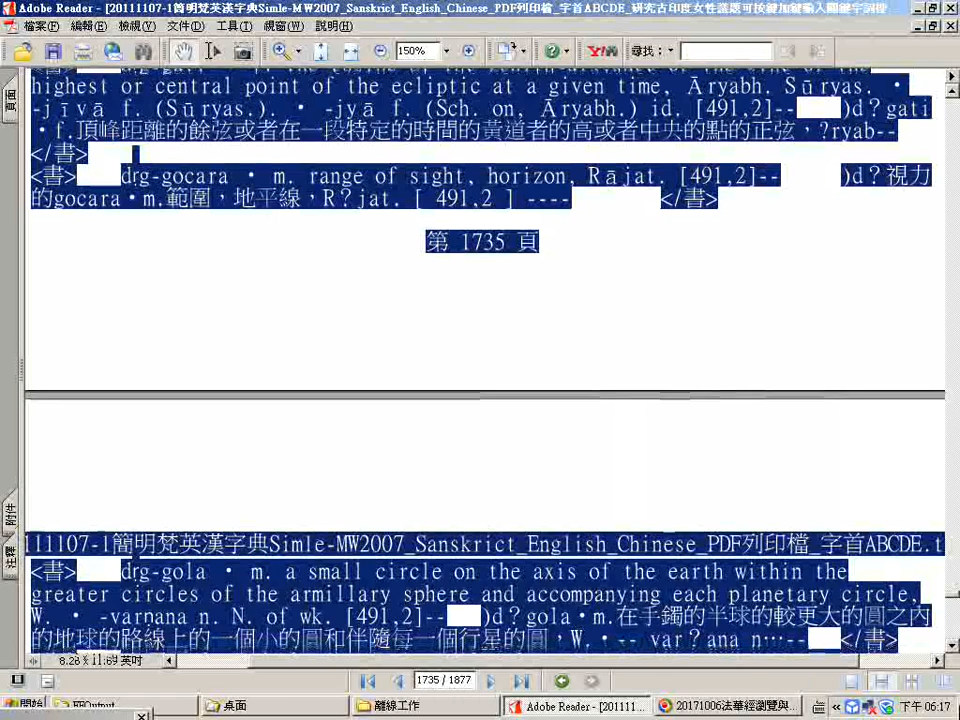 Adobe Reader - [20111107-1簡明梵英漢字典Simle-MW2007_Sanskrict_English_Chinese_PDF列印檔_字首ABCDE_研究古印度女性議題可按鍵加鍵輸入關鍵字詞搜
檔案(F) 編輯(E) 檢視(V) 文件(D) 工具(T) 視窗(W) 說明(H)
150% 尋找：
頁面
highest or central point of the ecliptic at a given time, Āryabh. Sūryas. •
-jīvā f. (Sūryas.) • -jyā f. (Sch. on, Āryabh.) id. [491,2]-- )d？gati
•f.頂峰距離的餘弦或者在一段特定的時間的黃道者的高或者中央的點的正弦，?ryab--
</書>
<書> dṛg-gocara • m. range of sight, horizon, Rājat. [491,2]-- )d？視力
的gocara•m.範圍，地平線，R？jat. [ 491,2 ] ---- </書>
第 1735 頁
附件
注釋
111107-1簡明梵英漢字典Simle-MW2007_Sanskrict_English_Chinese_PDF列印檔_字首ABCDE.t
<書> dṛg-gola • m. a small circle on the axis of the earth within the
greater circles of the armillary sphere and accompanying each planetary circle,
W. • -varṇana n. N. of wk. [491,2]-- )d？gola•m.在手鐲的半球的較更大的圓之內
的地球的路線上的一個小的圓和伴隨每一個行星的圓，W.•-- var？ana n…-- </書>
8.26 x 11.69 英吋
1735 / 1877
開始 FFOutput 桌面 離線工作 Adobe Reader - [2011... 20171006法華經瀏覽與... 下午 06:17